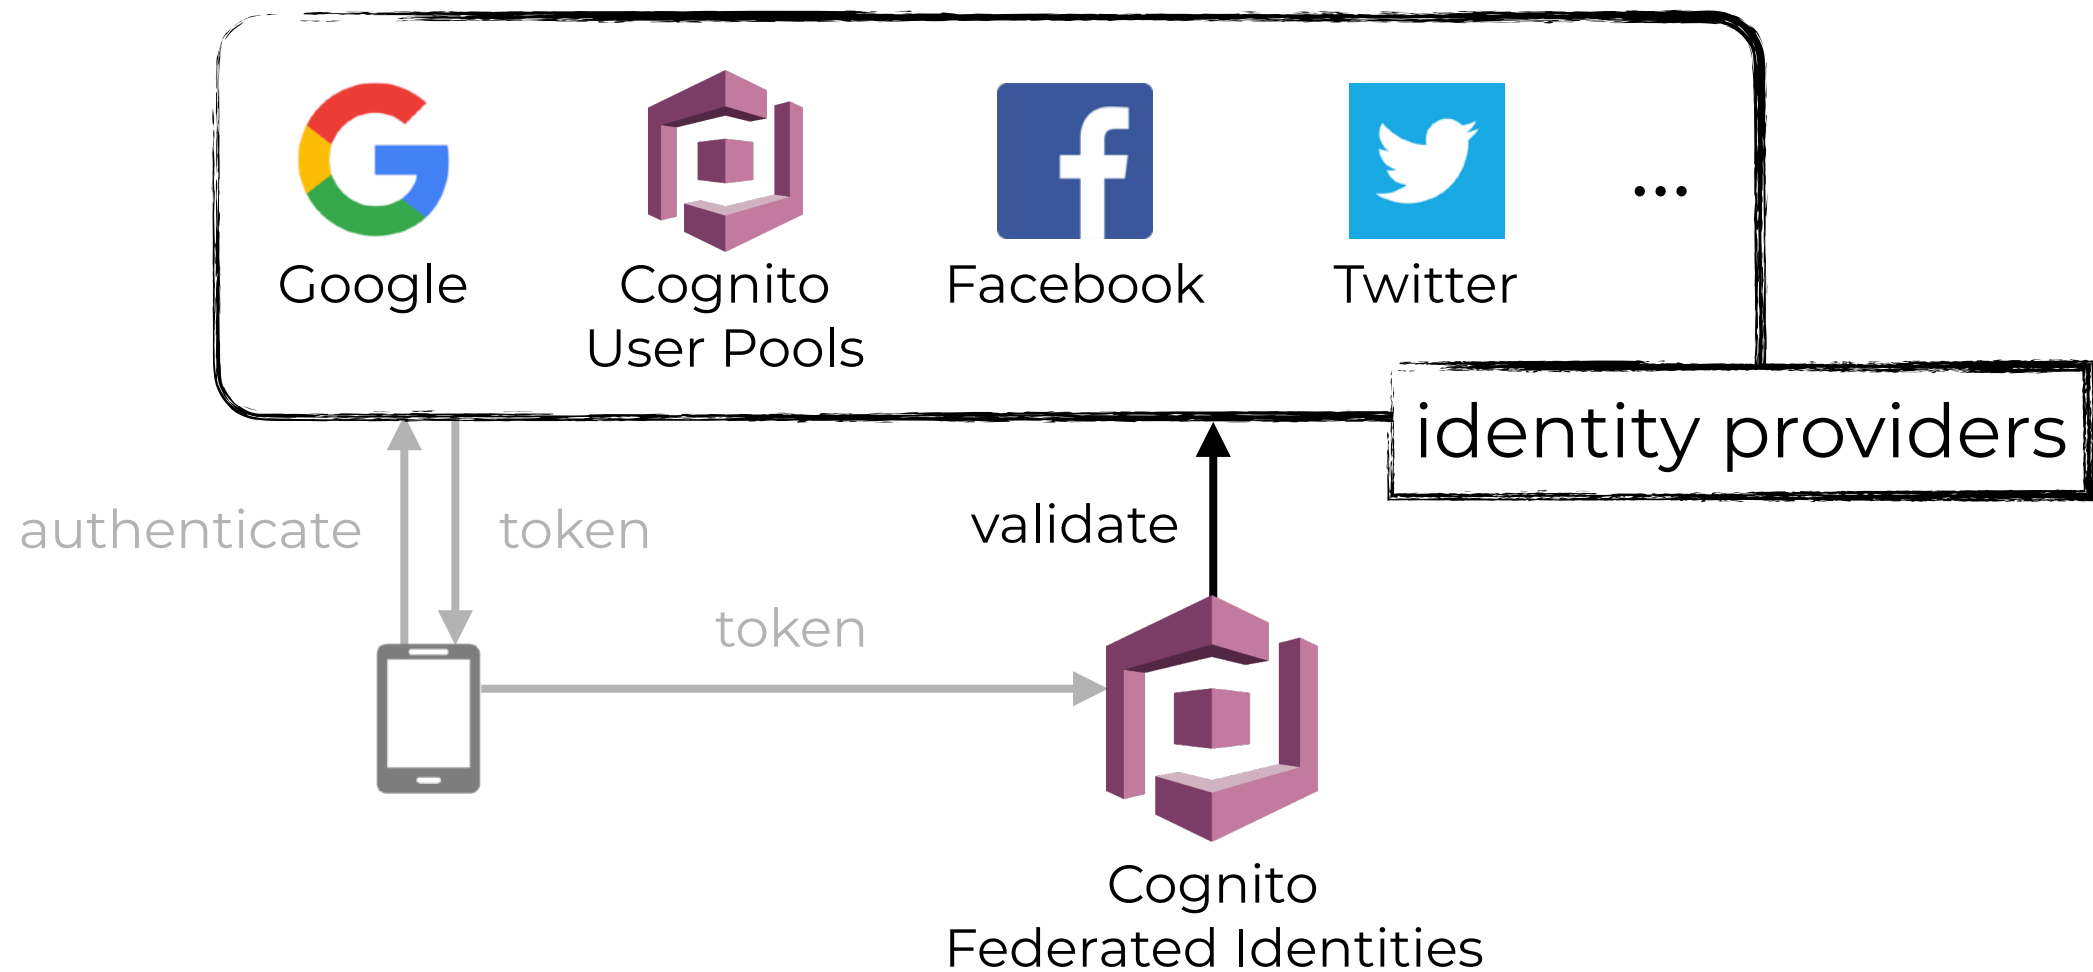 Google
Cognito
User Pools
Facebook
Twitter
...
identity providers
authenticate
token
validate
token
Cognito
Federated Identities